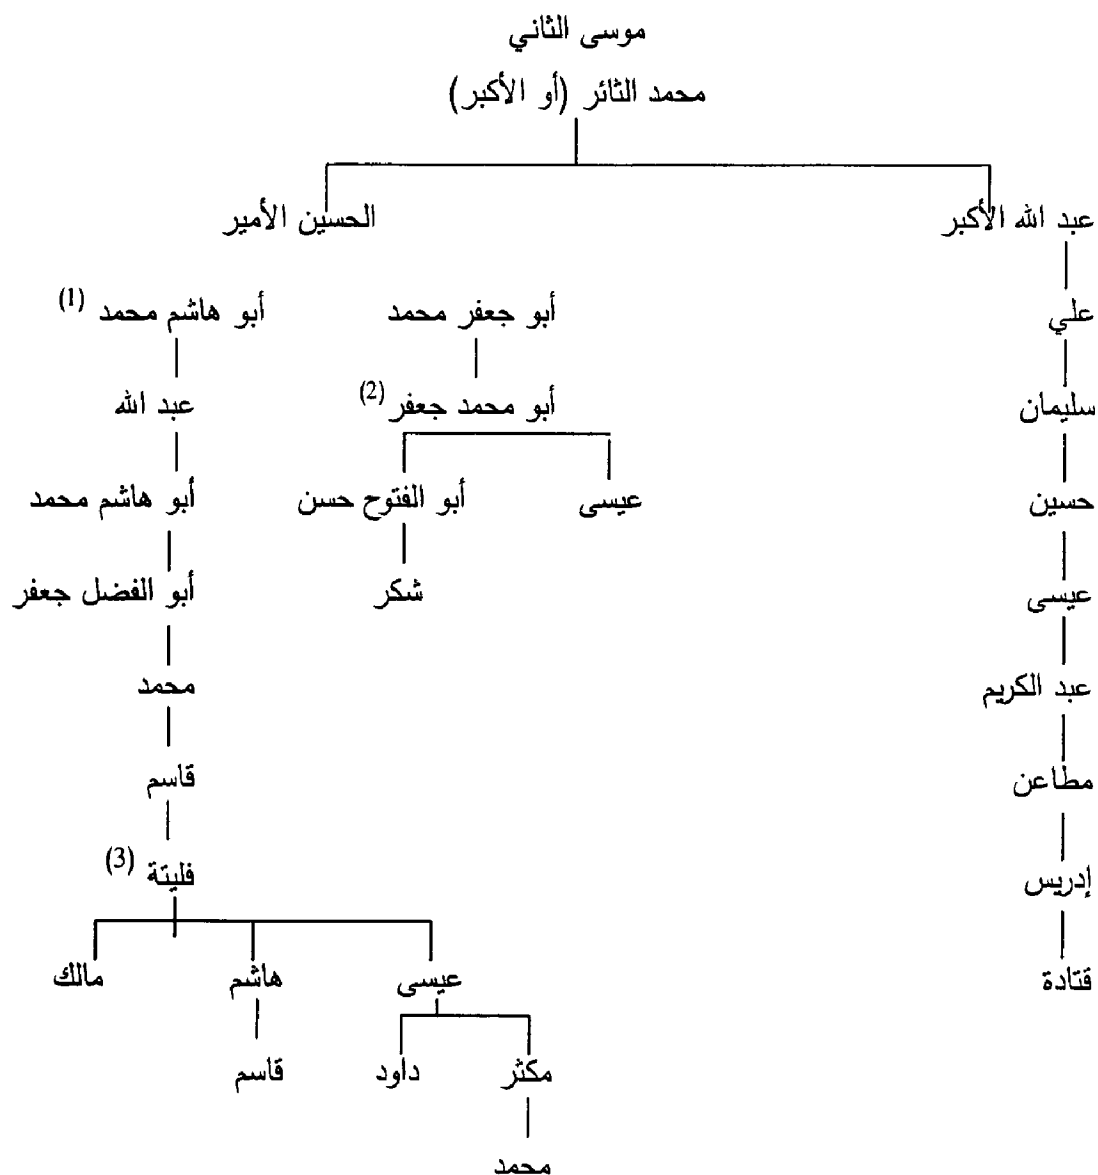 موسى الثاني
محمد الثائر (أو الأكبر)
عبد الله الأكبر
الحسين الأمير
علي
أبو جعفر محمد
أبو هاشم محمد (1)
سليمان
أبو محمد جعفر (2)
عبد الله
حسين
عيسى
أبو الفتوح حسن
أبو هاشم محمد
عيسى
شكر
أبو الفضل جعفر
عبد الكريم
محمد
مطاعن
قاسم
إدريس
فليتة (3)
قتادة
عيسى
هاشم
مالك
مكثر
داود
قاسم
محمد